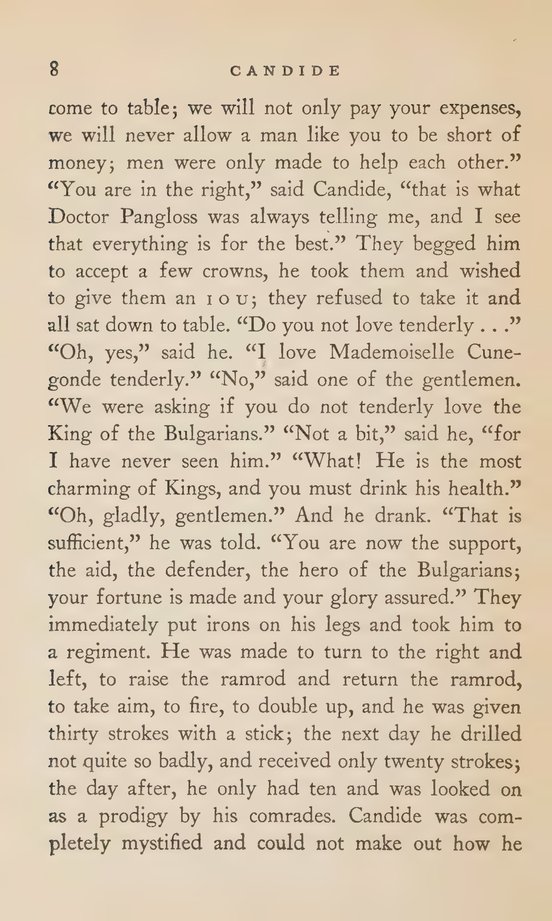 8 CANDIDE
come to table; we will not only pay your expenses,
we will never allow a man like you to be short of
money; men were only made to help each other.”
“You are in the right,” said Candide, “that is what
Doctor Pangloss was always telling me, and I see
that everything is for the best.” They begged him
to accept a few crowns, he took them and wished
to give them an I O U; they refused to take it and
all sat down to table. “Do you not love tenderly . . .”
“Oh, yes,” said he. “I love Mademoiselle Cune-
gonde tenderly.” “No,” said one of the gentlemen.
“We were asking if you do not tenderly love the
King of the Bulgarians.” “Not a bit,” said he, “for
I have never seen him.” “What! He is the most
charming of Kings, and you must drink his health.”
“Oh, gladly, gentlemen.” And he drank. “That is
sufficient,” he was told. “You are now the support,
the aid, the defender, the hero of the Bulgarians;
your fortune is made and your glory assured.” They
immediately put irons on his legs and took him to
a regiment. He was made to turn to the right and
left, to raise the ramrod and return the ramrod,
to take aim, to fire, to double up, and he was given
thirty strokes with a stick; the next day he drilled
not quite so badly, and received only twenty strokes;
the day after, he only had ten and was looked on
as a prodigy by his comrades. Candide was com-
pletely mystified and could not make out how he